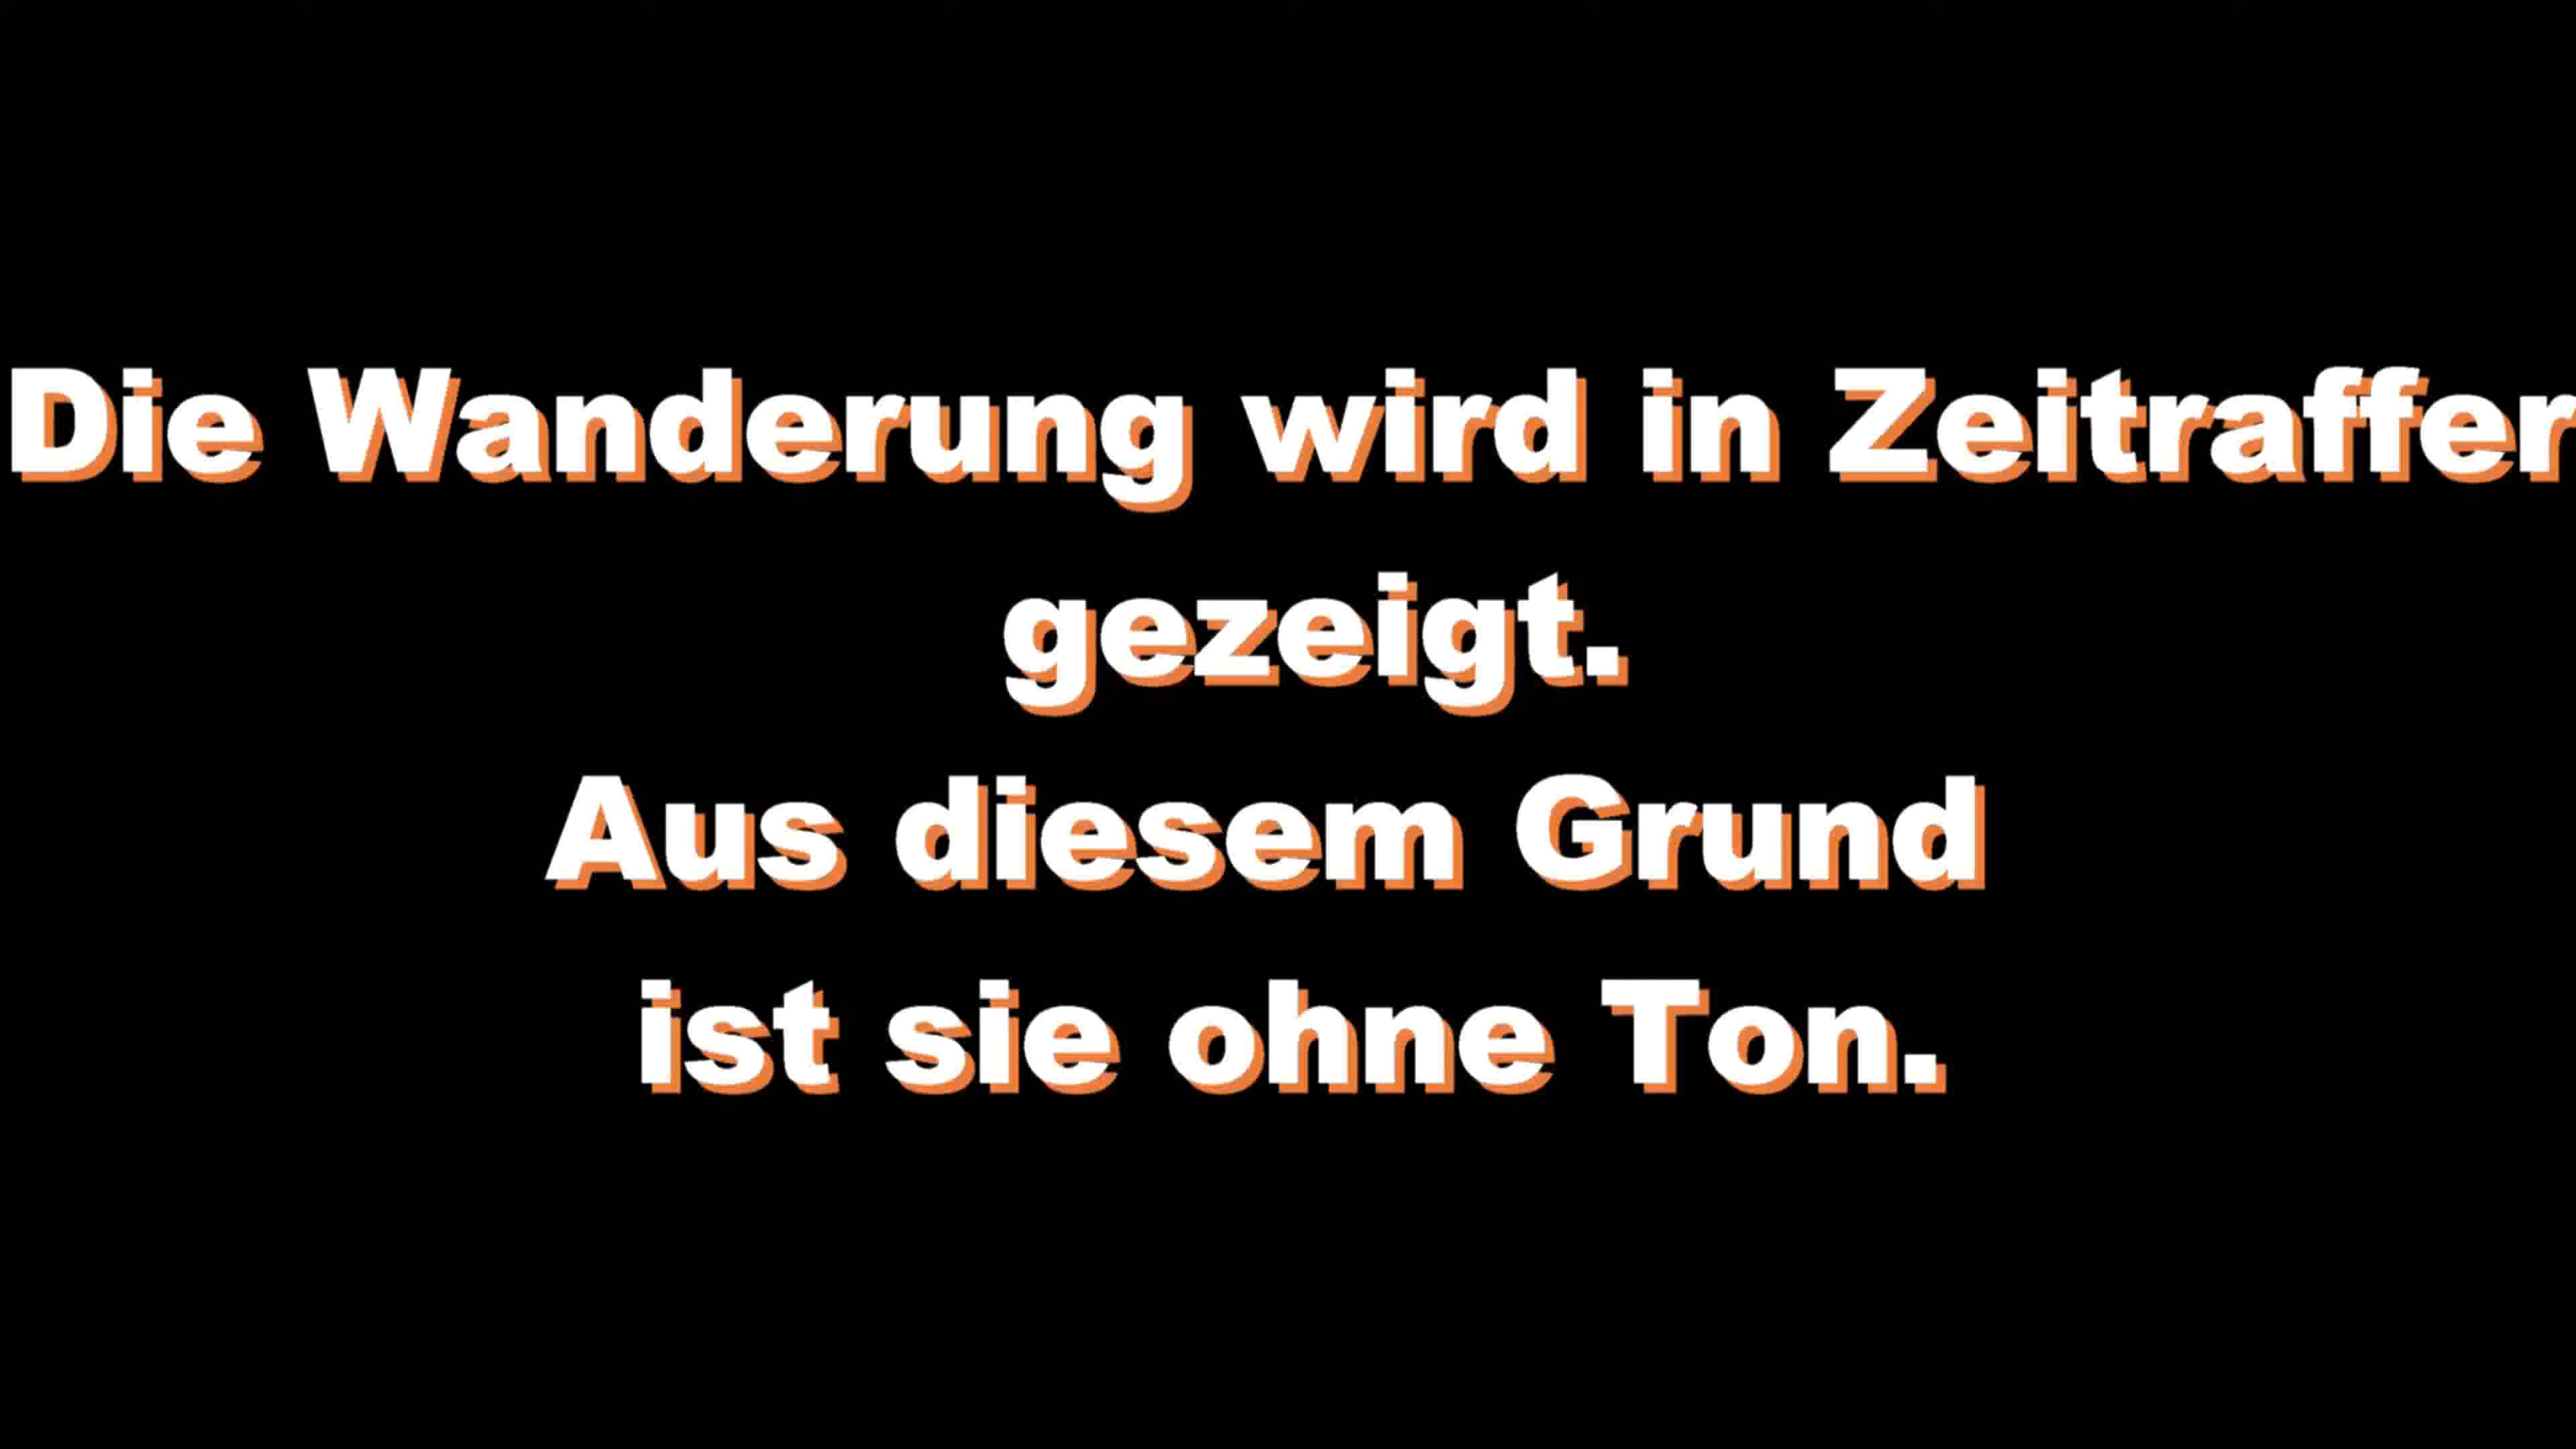 Die Wanderung wird in Zeitraffer
gezeigt.
Aus diesem Grund
ist sie ohne Ton.